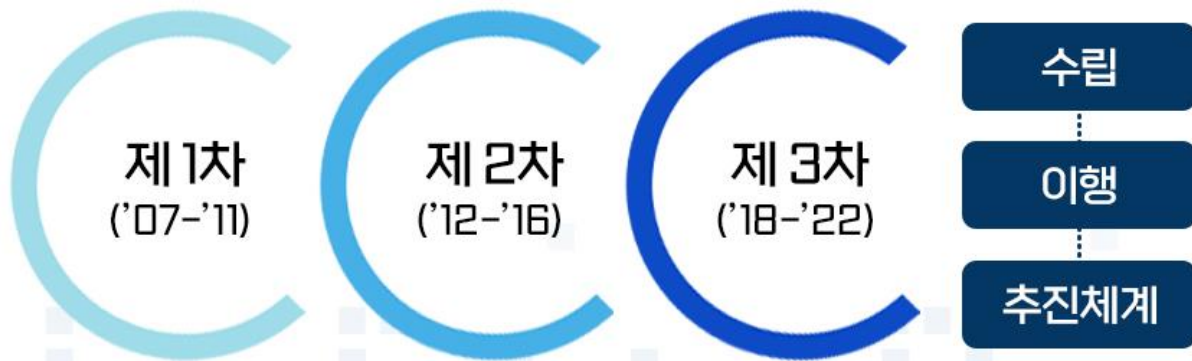 제 1차
('07-'11)
제 2차
('12-'16)
제 3차
('18-'22)
수립
이행
추진체계